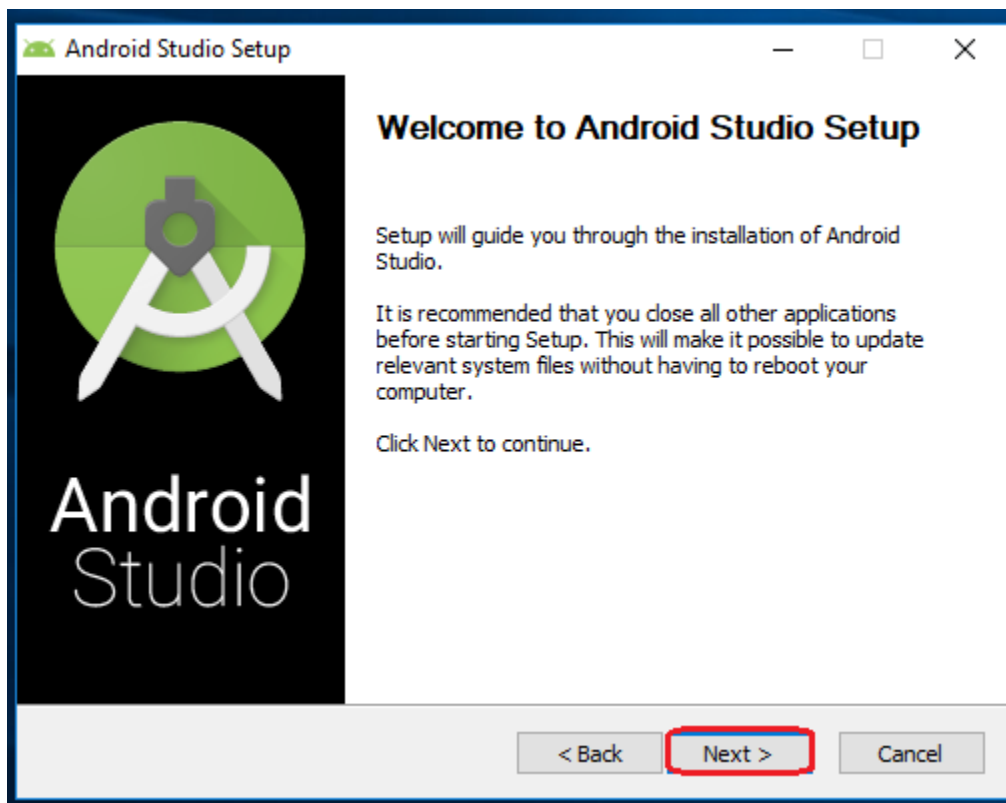 Android Studio Setup
Welcome to Android Studio Setup
Setup will guide you through the installation of Android
Studio.
It is recommended that you close all other applications
before starting Setup. This will make it possible to update
relevant system files without having to reboot your
computer.
Click Next to continue.
Android
Studio
< Back
Next >
Cancel